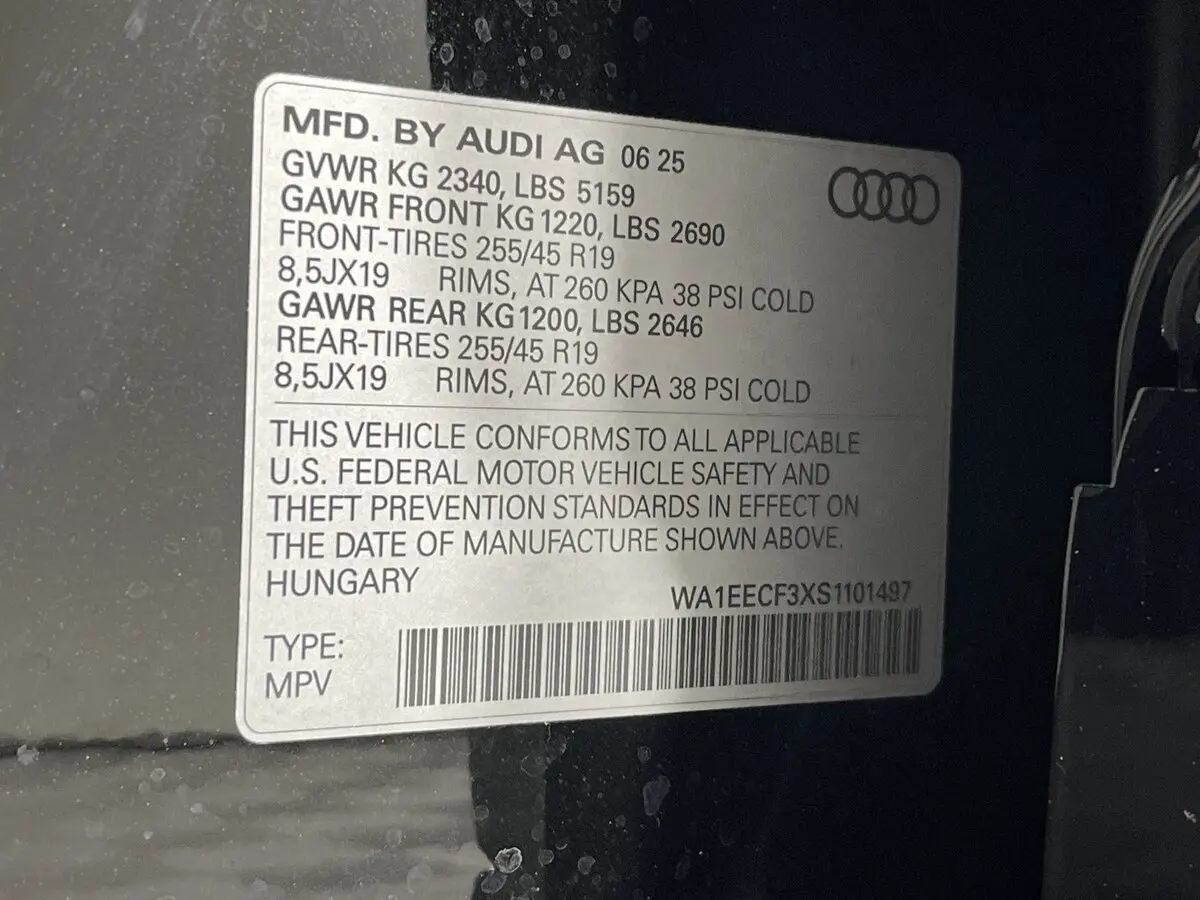 MFD. BY AUDI AG 06 25
GVWR KG 2340, LBS 5159
GAWR FRONT KG 1220, LBS 2690
FRONT-TIRES 255/45 R19
8,5JX19 RIMS, AT 260 KPA 38 PSI COLD
GAWR REAR KG 1200, LBS 2646
REAR-TIRES 255/45 R19
8,5JX19 RIMS, AT 260 KPA 38 PSI COLD
THIS VEHICLE CONFORMS TO ALL APPLICABLE
U.S. FEDERAL MOTOR VEHICLE SAFETY AND
THEFT PREVENTION STANDARDS IN EFFECT ON
THE DATE OF MANUFACTURE SHOWN ABOVE.
HUNGARY
WA1EECF3XS1101497
TYPE:
MPV